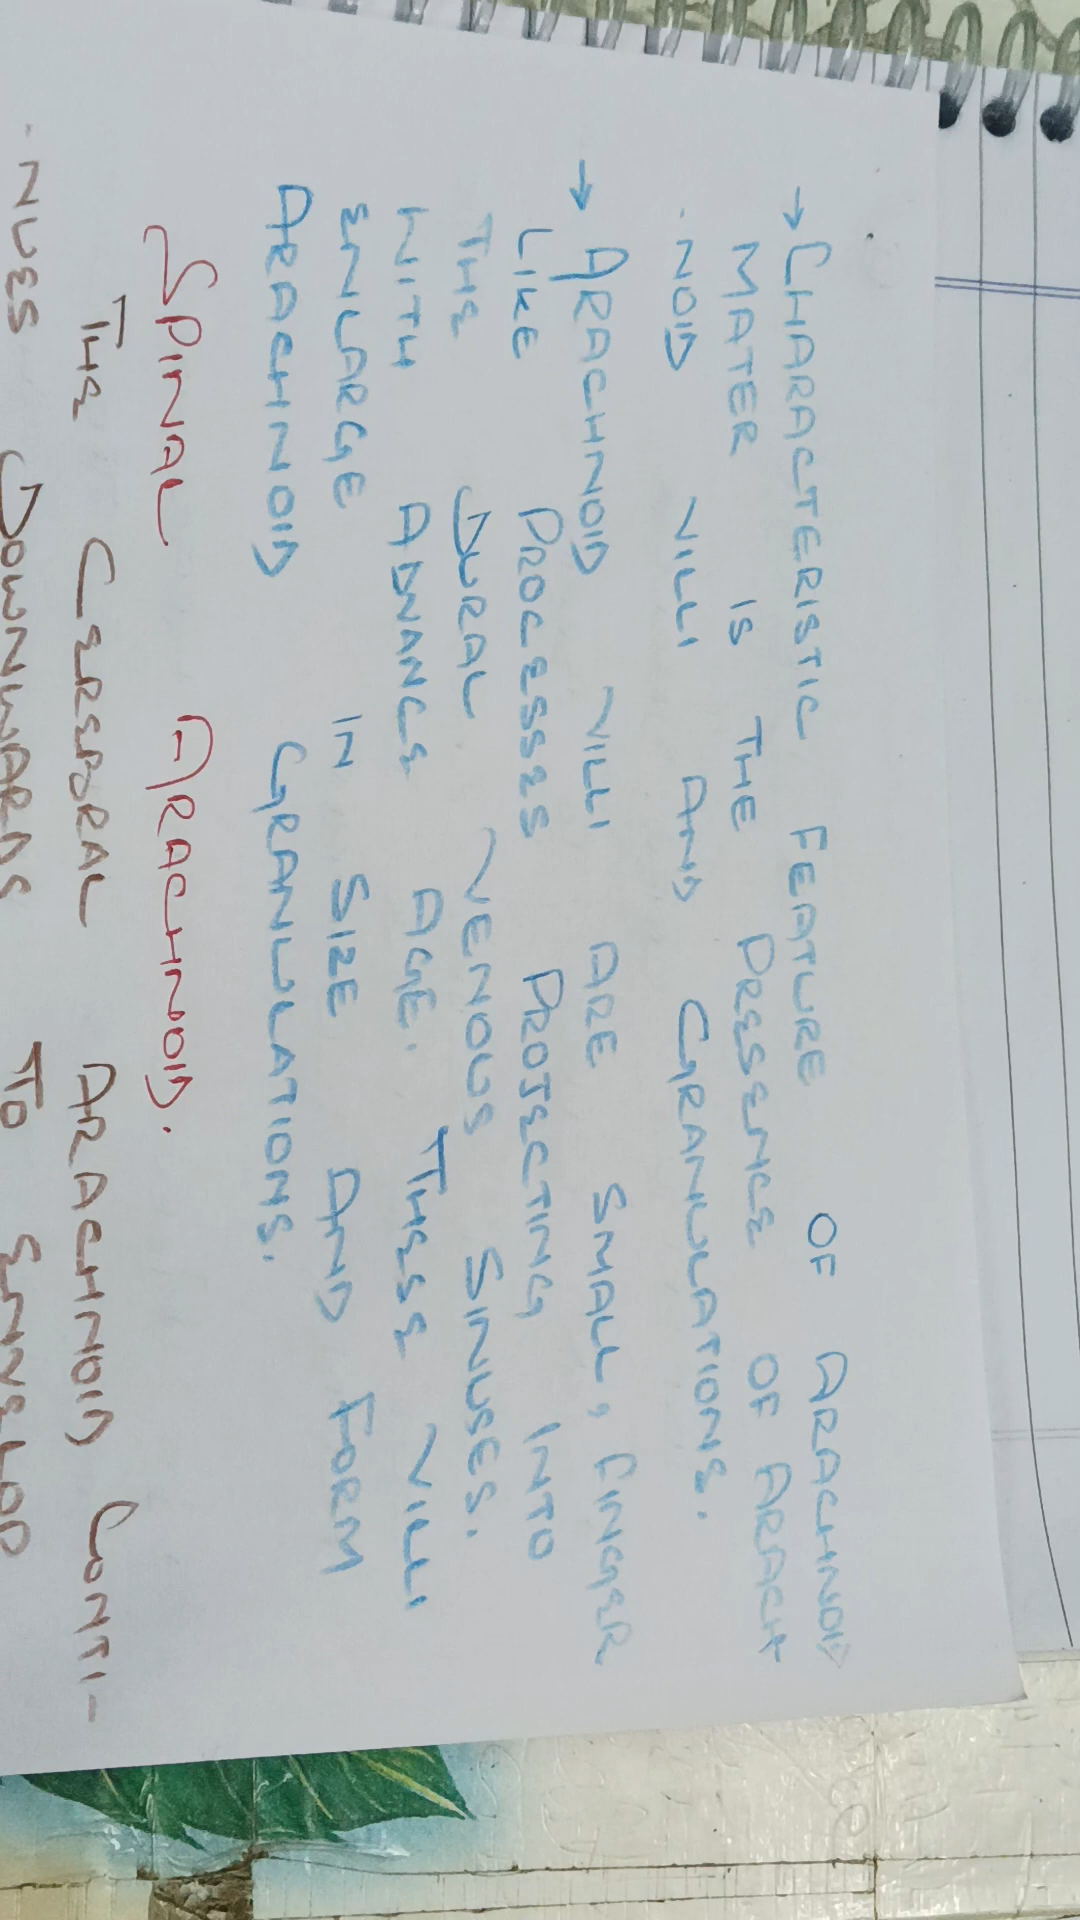 → CHARACTERISTIC FEATURE OF ARACHNOID
MATER IS THE PRESENCE OF ARACH
-NOID VILLI AND GRANULATIONS.
→ ARACHNOID VILLI ARE SMALL, FINGER
LIKE PROCESSES PROJECTING INTO
THE DURAL VENOUS SINUSES.
WITH ADVANCE AGE. THESE VILLI
ENLARGE IN SIZE AND FORM
ARACHNOID GRANULATIONS.
SPINAL ARACHNOID.
THE CEREBRAL ARACHNOID CONTI-
-NUES DOWNWARDS TO ENVELOP